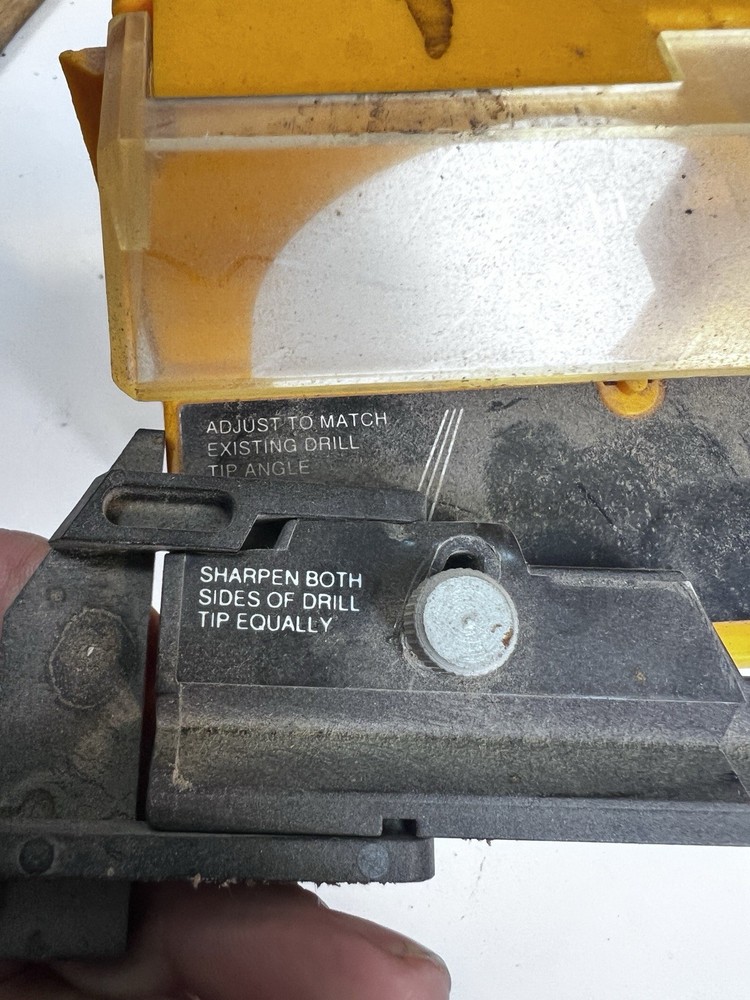 ADJUST TO MATCH
EXISTING DRILL
TIP ANGLE
SHARPEN BOTH
SIDES OF DRILL
TIP EQUALLY